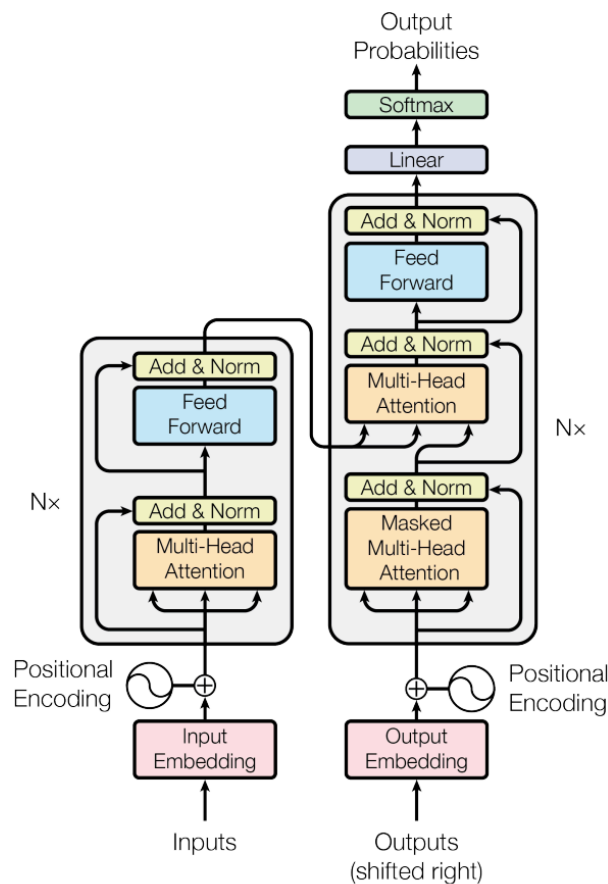 Output
Probabilities
Softmax
Linear
Add & Norm
Feed
Forward
Add & Norm
Multi-Head
Attention
Add & Norm
Masked
Multi-Head
Attention
N×
Add & Norm
Feed
Forward
Add & Norm
Multi-Head
Attention
N×
Positional
Encoding
Positional
Encoding
Input
Embedding
Output
Embedding
Inputs
Outputs
(shifted right)